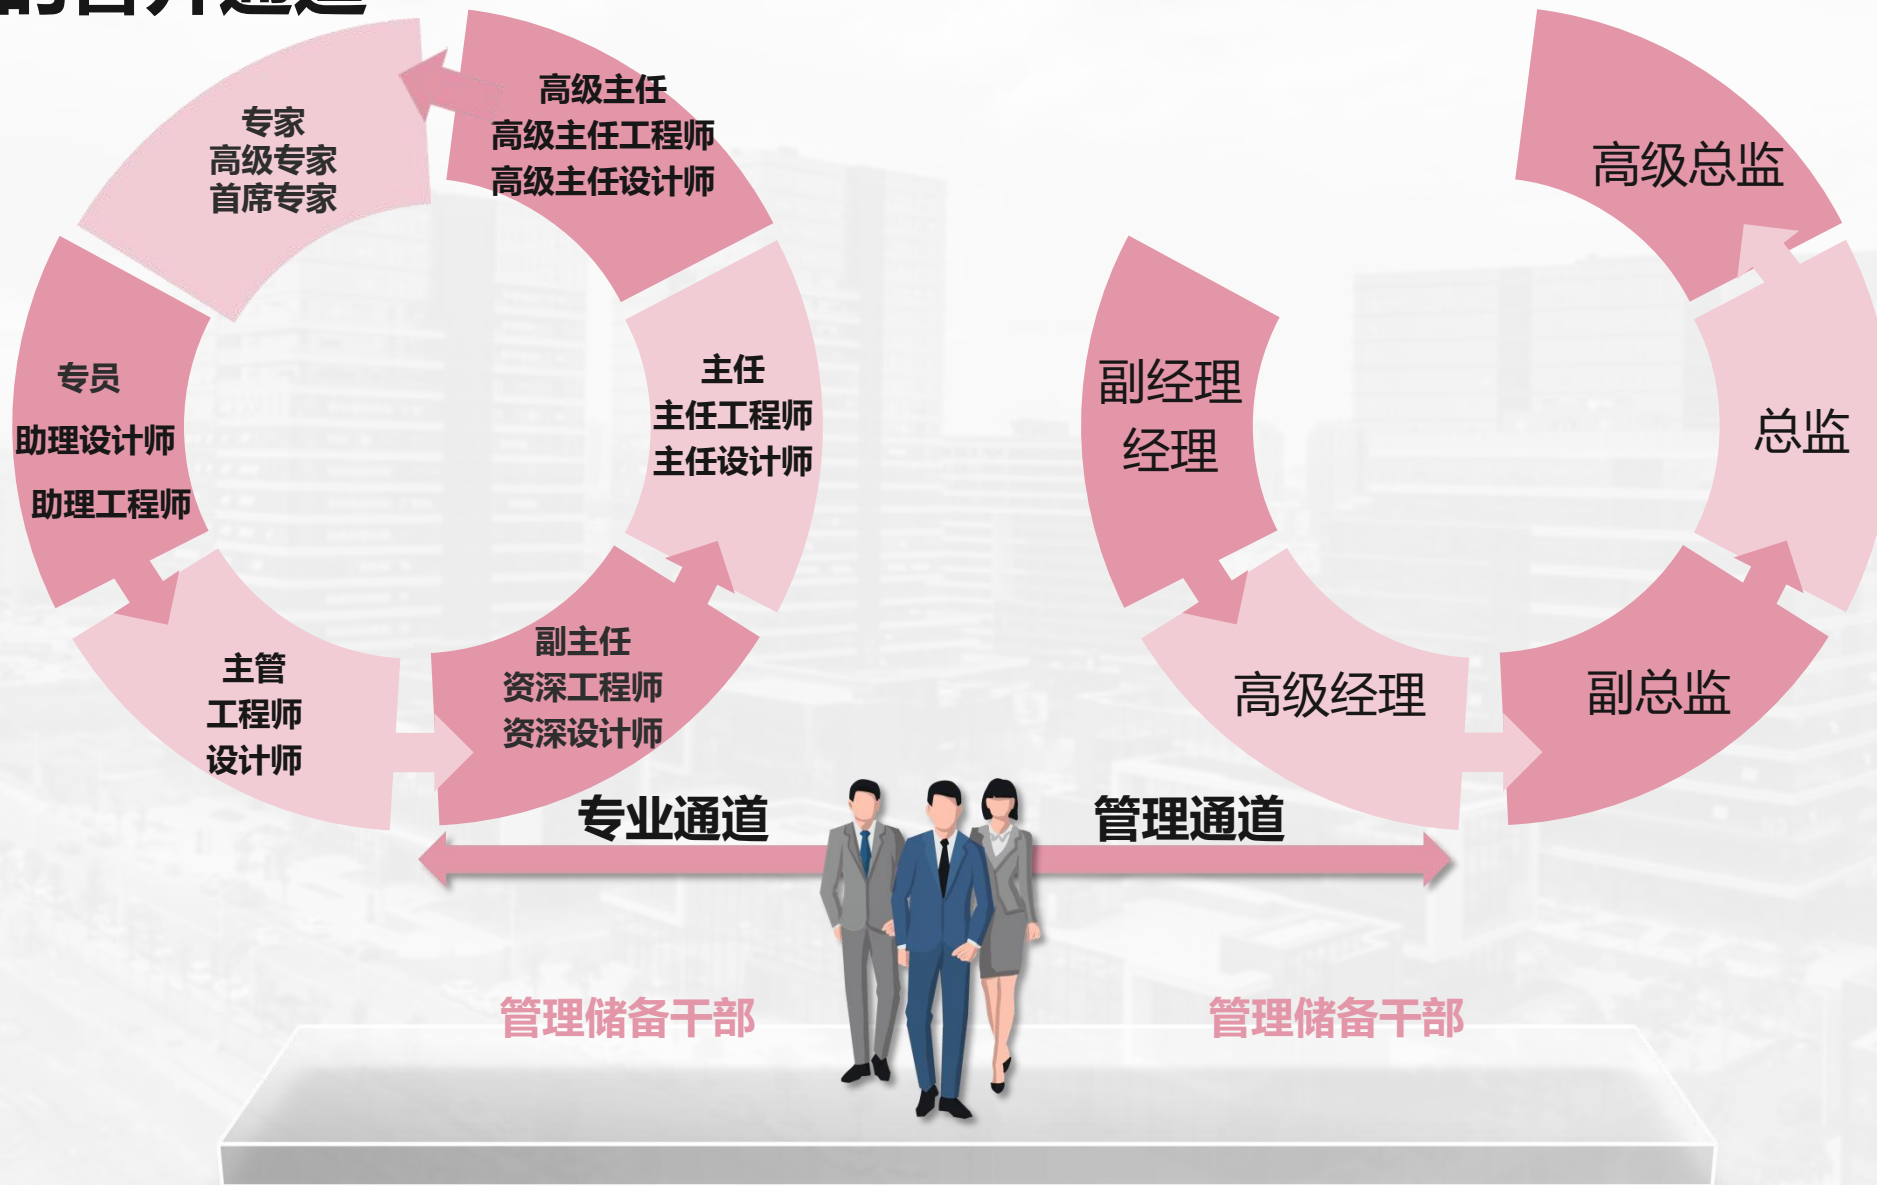 的晋升通道
专家
高级专家
首席专家
高级主任
高级主任工程师
高级主任设计师
专员
助理设计师
助理工程师
主任
主任工程师
主任设计师
主管
工程师
设计师
副主任
资深工程师
资深设计师
高级总监
副经理
经理
总监
高级经理
副总监
专业通道
管理通道
管理储备干部
管理储备干部